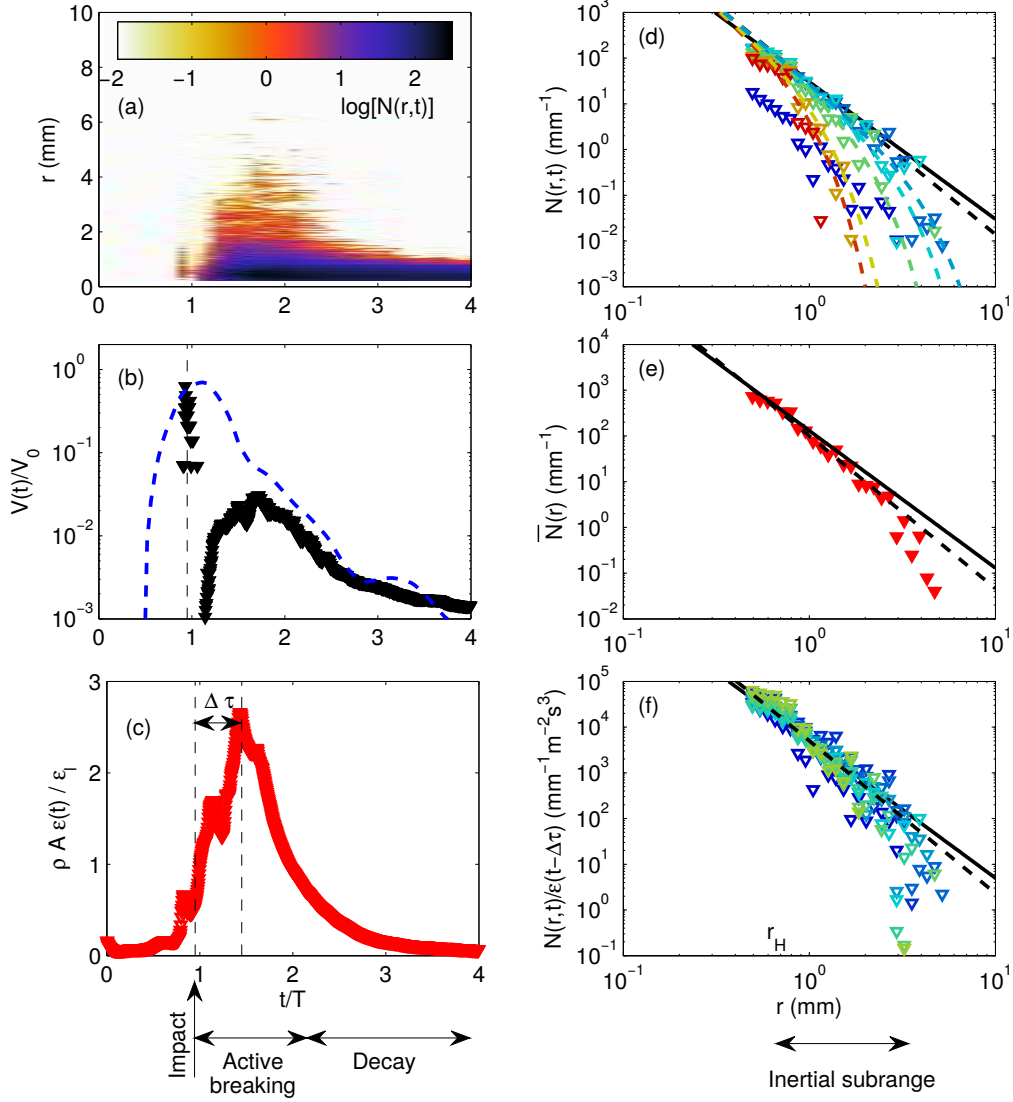 10
8
6
4
2
0
r (mm)
−2
−1
0
1
2
(a)
log[N(r,t)]
0
1
2
3
4
10^0
10^−1
10^−2
10^−3
V(t)/V_0
(b)
0
1
2
3
4
3
2
1
0
ρ A ε(t) / ε_l
(c)
Δ τ
0
1
2
3
4
t/T
Impact
Active
breaking
Decay
10^3
10^2
10^1
10^0
10^−1
10^−2
10^−3
N(r,t) (mm^−1)
(d)
10^−1
10^0
10^1
10^4
10^3
10^2
10^1
10^0
10^−1
10^−2
N(r) (mm^−1)
(e)
10^−1
10^0
10^1
10^5
10^4
10^3
10^2
10^1
10^0
10^−1
N(r,t)/ε(t−Δτ) (mm^−1m^−2s^3)
(f)
r_H
10^−1
10^0
10^1
r (mm)
Inertial subrange